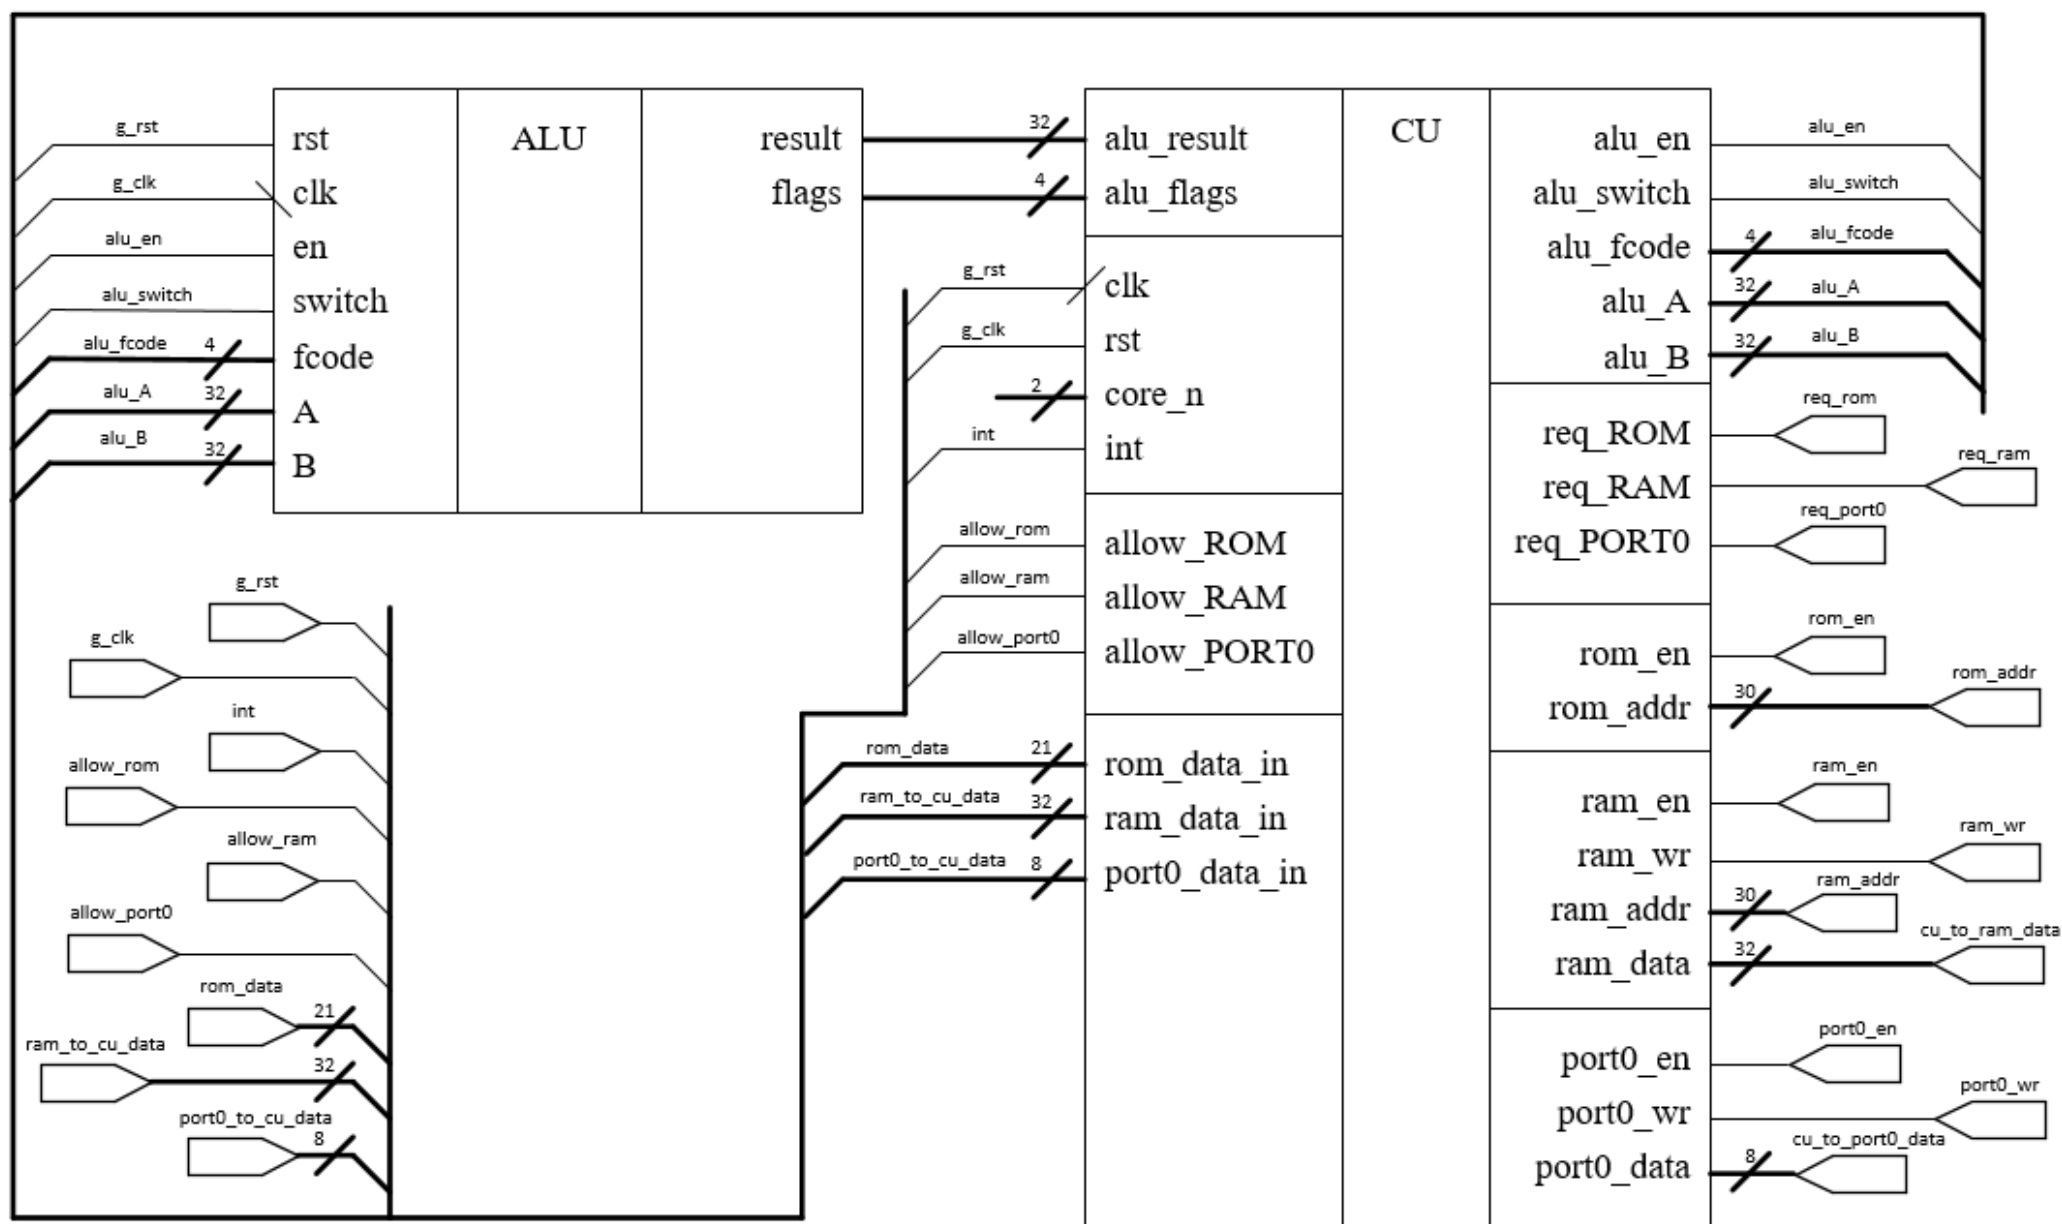 g_rst
g_clk
alu_en
alu_switch
alu_fcode 4
alu_A 32
alu_B 32
rst
clk
en
switch
fcode
A
B
ALU
result
flags
32
4
alu_result
alu_flags
CU
g_rst
clk
g_clk
rst
2
core_n
int
int
allow_rom
allow_ROM
allow_ram
allow_RAM
allow_port0
allow_PORT0
rom_data 21
rom_data_in
ram_to_cu_data 32
ram_data_in
port0_to_cu_data 8
port0_data_in
alu_en
alu_en
alu_switch
alu_switch
alu_fcode
4 alu_fcode
alu_A
32 alu_A
alu_B
32 alu_B
req_ROM
req_rom
req_RAM
req_ram
req_PORT0
req_port0
rom_en
rom_en
rom_addr
30
rom_addr
ram_en
ram_en
ram_wr
ram_wr
ram_addr
30
ram_addr
ram_data
32
cu_to_ram_data
port0_en
port0_en
port0_wr
port0_wr
port0_data
8
cu_to_port0_data
g_rst
g_clk
int
allow_rom
allow_ram
allow_port0
rom_data
21
ram_to_cu_data
32
port0_to_cu_data
8